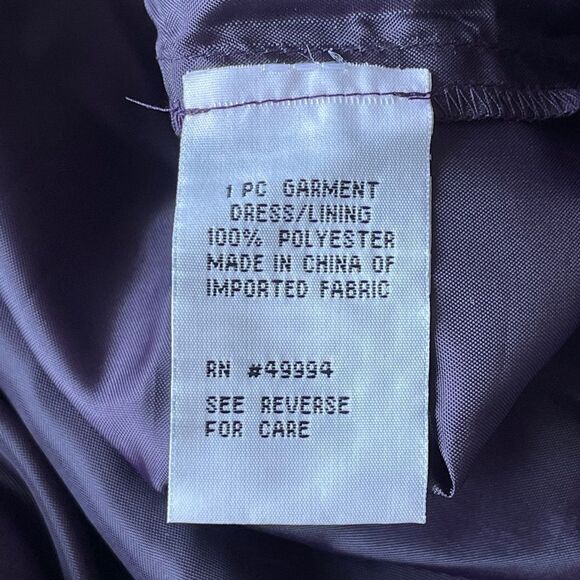 1 PC GARMENT
DRESS/LINING
100% POLYESTER
MADE IN CHINA OF
IMPORTED FABRIC
RN #49994
SEE REVERSE
FOR CARE